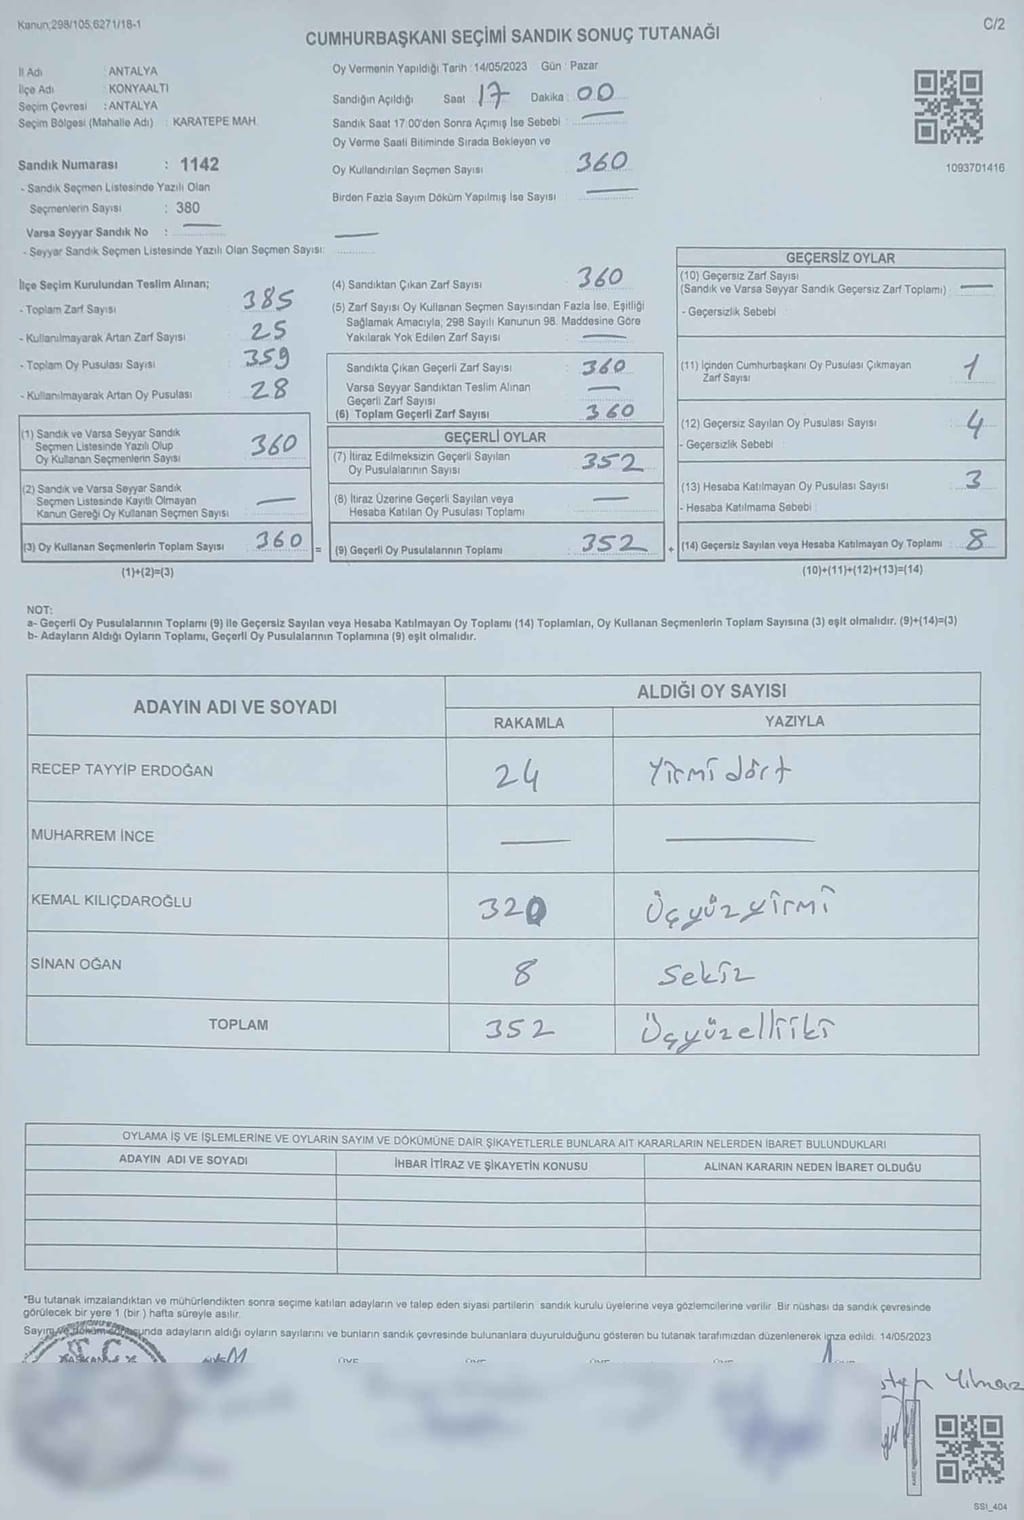 Kanun;298/105;6271/18-1
C/2
CUMHURBAŞKANI SEÇİMİ SANDIK SONUÇ TUTANAĞI
İl Adı : ANTALYA
İlçe Adı : KONYAALTI
Seçim Çevresi : ANTALYA
Seçim Bölgesi (Mahalle Adı) : KARATEPE MAH.
Sandık Numarası : 1142
- Sandık Seçmen Listesinde Yazılı Olan
Seçmenlerin Sayısı : 380
Varsa Seyyar Sandık No : —
- Seyyar Sandık Seçmen Listesinde Yazılı Olan Seçmen Sayısı: —
Oy Vermenin Yapıldığı Tarih : 14/05/2023 Gün : Pazar
Sandığın Açıldığı Saat 17 Dakika : 00
Sandık Saat 17:00'den Sonra Açımış İse Sebebi : —
Oy Verme Saati Bitiminde Sırada Bekleyen ve
Oy Kullandırılan Seçmen Sayısı : 360
Birden Fazla Sayım Döküm Yapılmış İse Sayısı : —
1093701416
İlçe Seçim Kurulundan Teslim Alınan;
- Toplam Zarf Sayısı : 385
- Kullanılmayarak Artan Zarf Sayısı : 25
- Toplam Oy Pusulası Sayısı : 359
- Kullanılmayarak Artan Oy Pusulası : 28
(1) Sandık ve Varsa Seyyar Sandık
Seçmen Listesinde Yazılı Olup
Oy Kullanan Seçmenlerin Sayısı : 360
(2) Sandık ve Varsa Seyyar Sandık
Seçmen Listesinde Kayıtlı Olmayan
Kanun Gereği Oy Kullanan Seçmen Sayısı : —
(3) Oy Kullanan Seçmenlerin Toplam Sayısı : 360 =
(1)+(2)=(3)
(4) Sandıktan Çıkan Zarf Sayısı : 360
(5) Zarf Sayısı Oy Kullanan Seçmen Sayısından Fazla İse, Eşitliği
Sağlamak Amacıyla; 298 Sayılı Kanunun 98. Maddesine Göre
Yakılarak Yok Edilen Zarf Sayısı : —
Sandıkta Çıkan Geçerli Zarf Sayısı : 360
Varsa Seyyar Sandıktan Teslim Alınan
Geçerli Zarf Sayısı : —
(6) Toplam Geçerli Zarf Sayısı : 360
GEÇERLİ OYLAR
(7) İtiraz Edilmeksizin Geçerli Sayılan
Oy Pusulalarının Sayısı : 352
(8) İtiraz Üzerine Geçerli Sayılan veya
Hesaba Katılan Oy Pusulası Toplamı : —
(9) Geçerli Oy Pusulalarının Toplamı : 352 +
GEÇERSİZ OYLAR
(10) Geçersiz Zarf Sayısı
(Sandık ve Varsa Seyyar Sandık Geçersiz Zarf Toplamı) : —
- Geçersizlik Sebebi :
(11) İçinden Cumhurbaşkanı Oy Pusulası Çıkmayan
Zarf Sayısı : 1
(12) Geçersiz Sayılan Oy Pusulası Sayısı : 4
- Geçersizlik Sebebi :
(13) Hesaba Katılmayan Oy Pusulası Sayısı : 3
- Hesaba Katılmama Sebebi :
(14) Geçersiz Sayılan veya Hesaba Katılmayan Oy Toplamı : 8
(10)+(11)+(12)+(13)=(14)
NOT:
a- Geçerli Oy Pusulalarının Toplamı (9) ile Geçersiz Sayılan veya Hesaba Katılmayan Oy Toplamı (14) Toplamları, Oy Kullanan Seçmenlerin Toplam Sayısına (3) eşit olmalıdır. (9)+(14)=(3)
b- Adayların Aldığı Oyların Toplamı, Geçerli Oy Pusulalarının Toplamına (9) eşit olmalıdır.
ADAYIN ADI VE SOYADI
ALDIĞI OY SAYISI
RAKAMLA YAZIYLA
RECEP TAYYİP ERDOĞAN 24 Yirmi dört
MUHARREM İNCE — —
KEMAL KILIÇDAROĞLU 320 Üçyüzyirmi
SİNAN OĞAN 8 Sekiz
TOPLAM 352 Üçyüzelliiki
OYLAMA İŞ VE İŞLEMLERİNE VE OYLARIN SAYIM VE DÖKÜMÜNE DAİR ŞİKAYETLERLE BUNLARA AİT KARARLARIN NELERDEN İBARET BULUNDUKLARI
ADAYIN ADI VE SOYADI İHBAR İTİRAZ VE ŞİKAYETİN KONUSU ALINAN KARARIN NEDEN İBARET OLDUĞU
*Bu tutanak imzalandıktan ve mühürlendikten sonra seçime katılan adayların ve talep eden siyasi partilerin sandık kurulu üyelerine veya gözlemcilerine verilir. Bir nüshası da sandık çevresinde
görülecek bir yere 1 (bir ) hafta süreyle asılır.
Sayım ve döküm sonucunda adayların aldığı oyların sayılarını ve bunların sandık çevresinde bulunanlara duyurulduğunu gösteren bu tutanak tarafımızdan düzenlenerek imza edildi. 14/05/2023
T.C.
BAŞKAN
Yılmaz
SSI_404